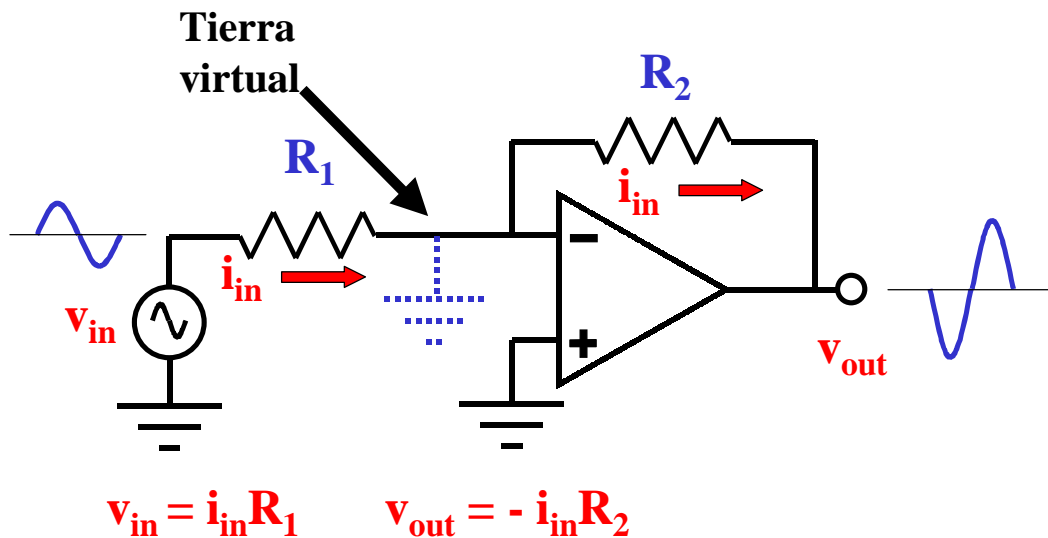 Tierra
virtual
R2
R1
iin
iin
vin
-
+
vout
vin = iinR1
vout = - iinR2